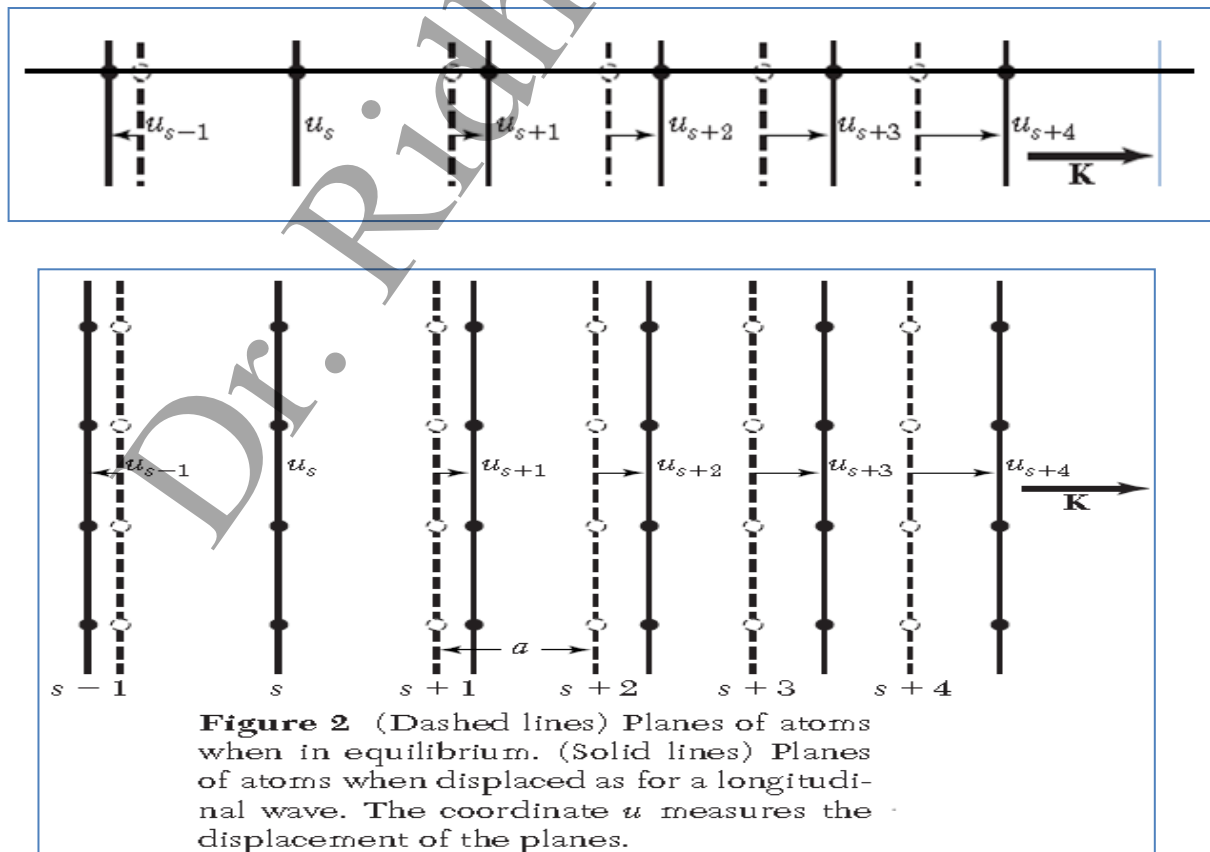 u_{s-1} u_s u_{s+1} u_{s+2} u_{s+3} u_{s+4}
K
u_{s-1} u_s u_{s+1} u_{s+2} u_{s+3} u_{s+4}
K
a
s − 1 s s + 1 s + 2 s + 3 s + 4
Figure 2 (Dashed lines) Planes of atoms
when in equilibrium. (Solid lines) Planes
of atoms when displaced as for a longitudi-
nal wave. The coordinate u measures the
displacement of the planes.
Dr. Ridh